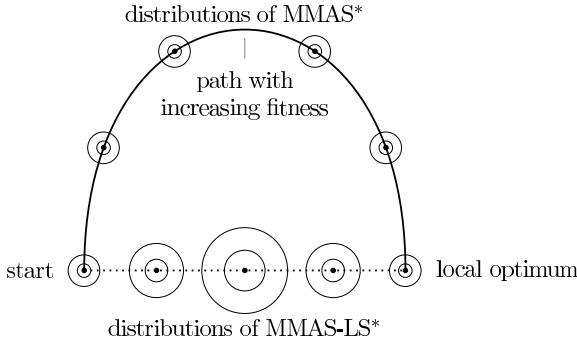 distributions of MMAS*
path with
increasing fitness
start
local optimum
distributions of MMAS-LS*